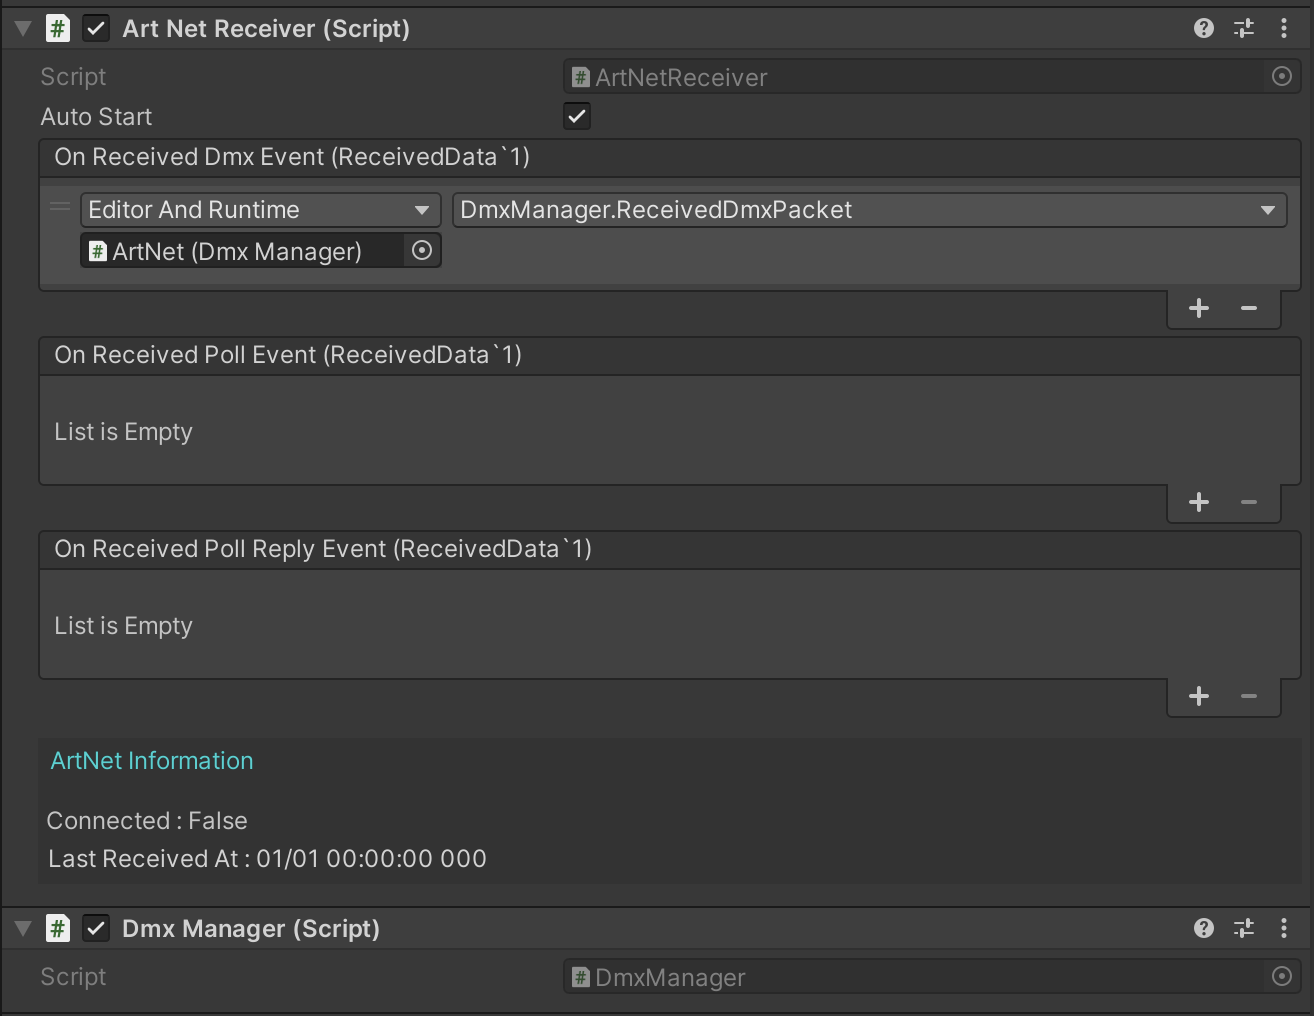 Art Net Receiver (Script)
Script
ArtNetReceiver
Auto Start
On Received Dmx Event (ReceivedData`1)
Editor And Runtime
DmxManager.ReceivedDmxPacket
ArtNet (Dmx Manager)
On Received Poll Event (ReceivedData`1)
List is Empty
On Received Poll Reply Event (ReceivedData`1)
List is Empty
ArtNet Information
Connected : False
Last Received At : 01/01 00:00:00 000
Dmx Manager (Script)
Script
DmxManager